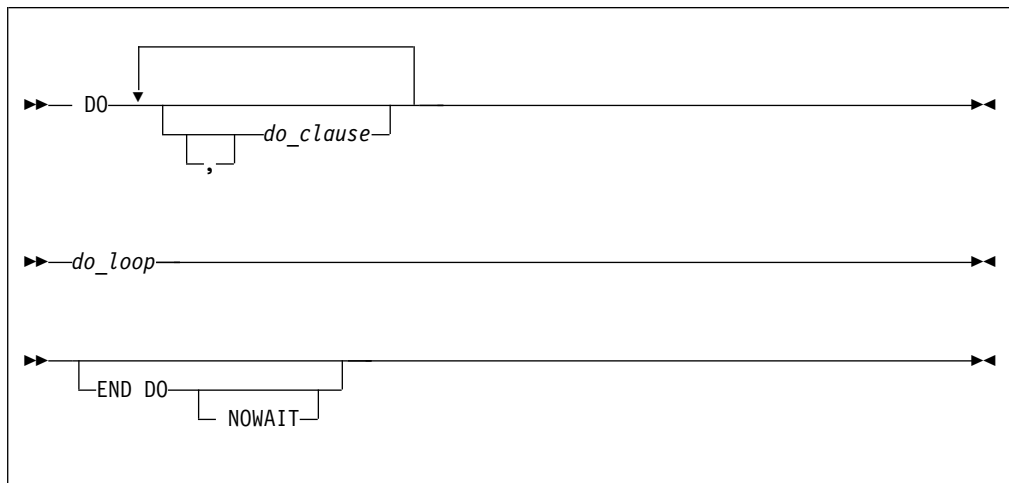 DO
do_clause
,
do_loop
END DO
NOWAIT